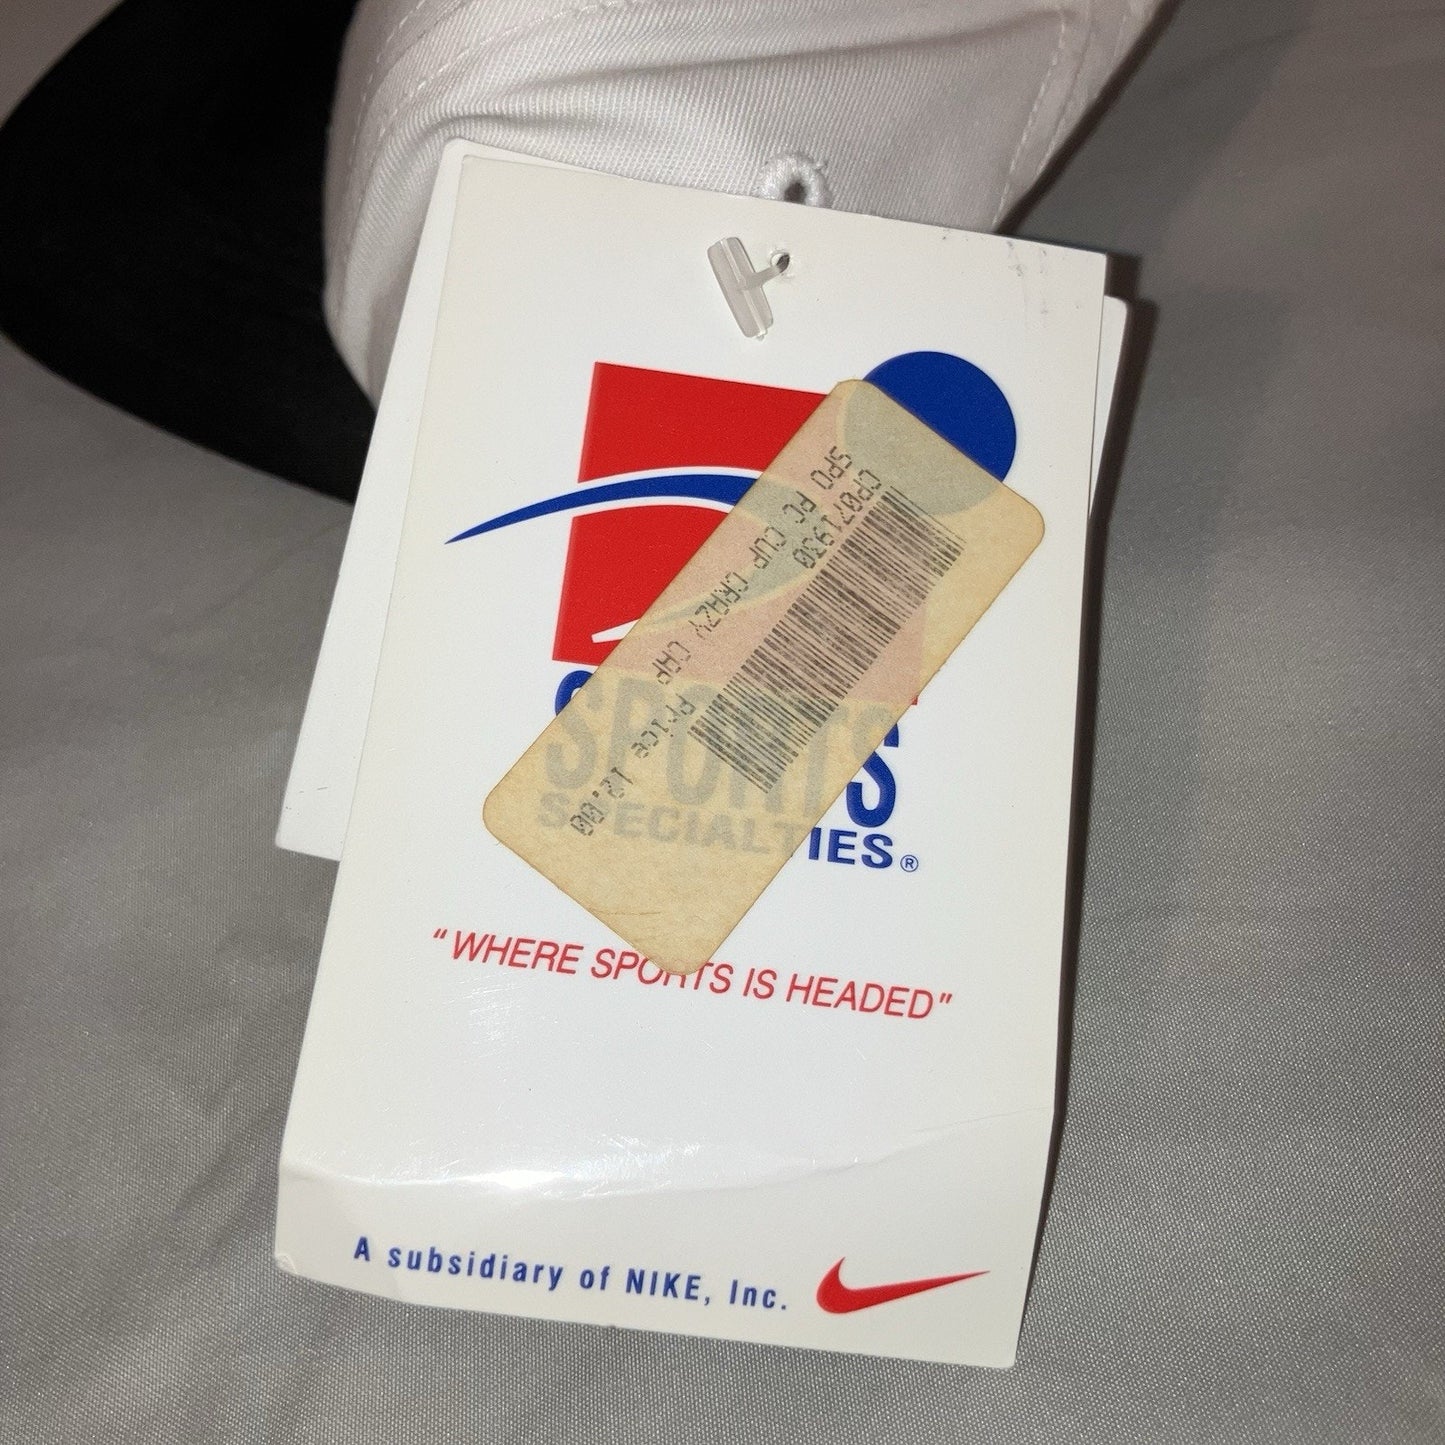 CP071930
SPO PC CUP CRAZY CAP Price 12.00
SPORTS
SPECIALTIES®
“WHERE SPORTS IS HEADED”
A subsidiary of NIKE, Inc.